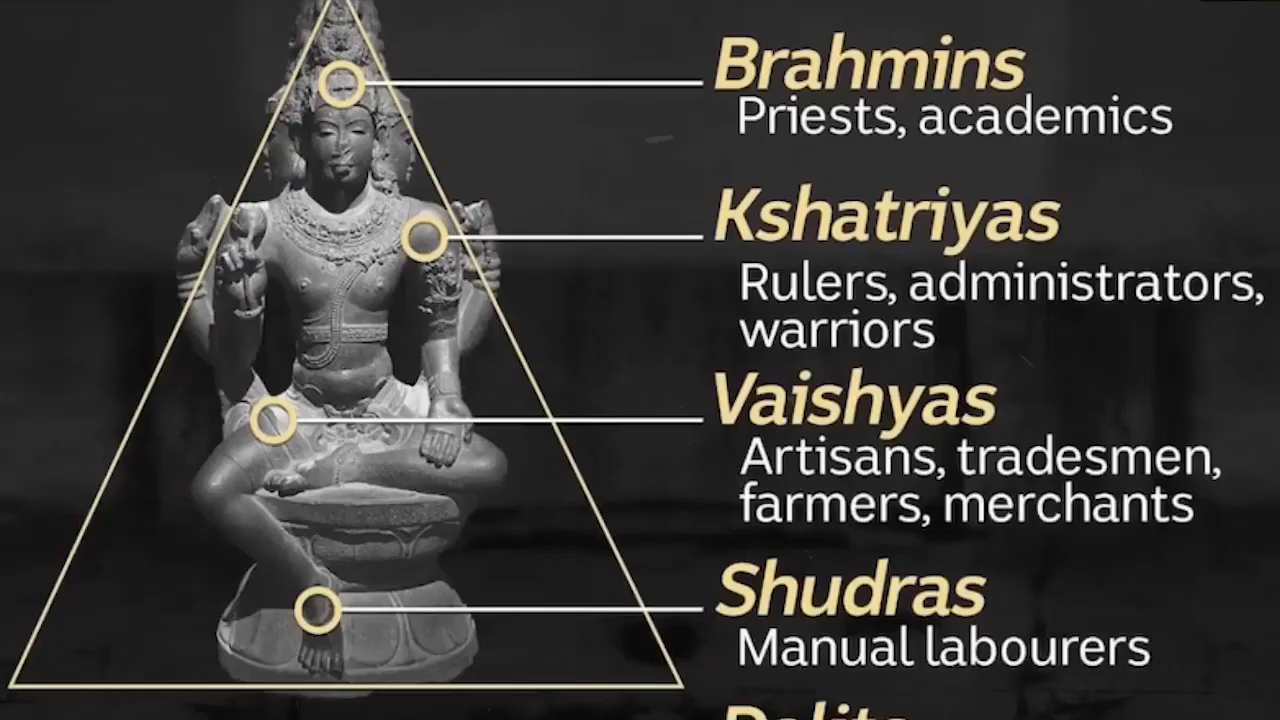 Brahmins
Priests, academics
Kshatriyas
Rulers, administrators,
warriors
Vaishyas
Artisans, tradesmen,
farmers, merchants
Shudras
Manual labourers